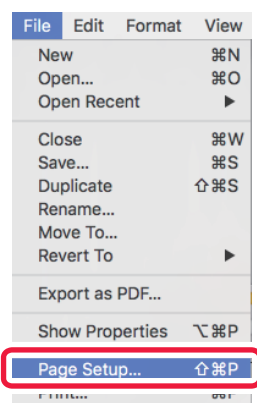 File Edit Format View
New ⌘N
Open... ⌘O
Open Recent ▶
Close ⌘W
Save... ⌘S
Duplicate ⇧⌘S
Rename...
Move To...
Revert To ▶
Export as PDF...
Show Properties ⌥⌘P
Page Setup... ⇧⌘P
Print... ⌘P